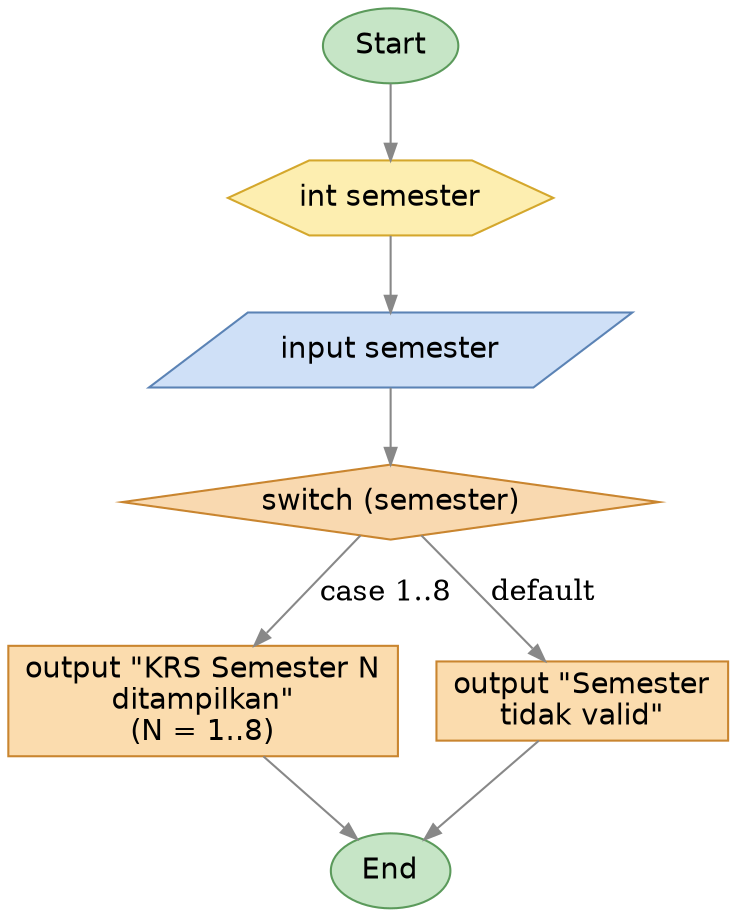 Start
int semester
input semester
switch (semester)
case 1..8
default
output "KRS Semester N
ditampilkan"
(N = 1..8)
output "Semester
tidak valid"
End